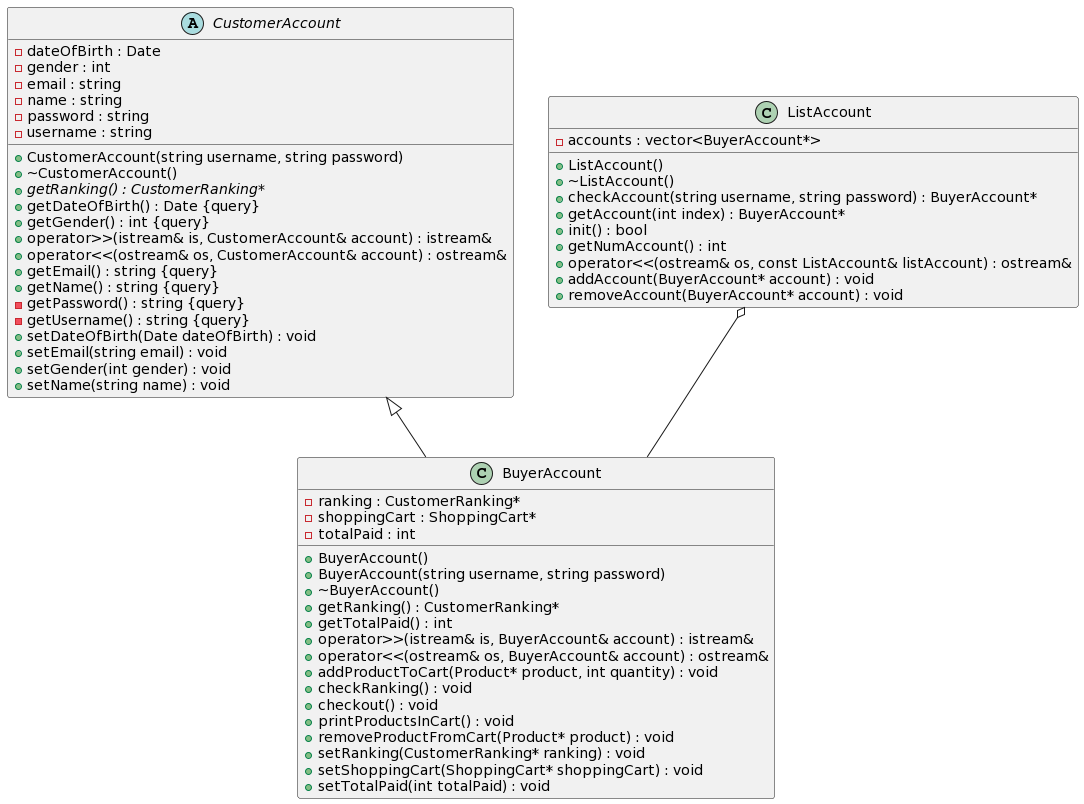 A CustomerAccount
dateOfBirth : Date
gender : int
email : string
name : string
password : string
username : string
CustomerAccount(string username, string password)
~CustomerAccount()
getRanking() : CustomerRanking*
getDateOfBirth() : Date {query}
getGender() : int {query}
operator>>(istream& is, CustomerAccount& account) : istream&
operator<<(ostream& os, CustomerAccount& account) : ostream&
getEmail() : string {query}
getName() : string {query}
getPassword() : string {query}
getUsername() : string {query}
setDateOfBirth(Date dateOfBirth) : void
setEmail(string email) : void
setGender(int gender) : void
setName(string name) : void
C ListAccount
accounts : vector<BuyerAccount*>
ListAccount()
~ListAccount()
checkAccount(string username, string password) : BuyerAccount*
getAccount(int index) : BuyerAccount*
init() : bool
getNumAccount() : int
operator<<(ostream& os, const ListAccount& listAccount) : ostream&
addAccount(BuyerAccount* account) : void
removeAccount(BuyerAccount* account) : void
C BuyerAccount
ranking : CustomerRanking*
shoppingCart : ShoppingCart*
totalPaid : int
BuyerAccount()
BuyerAccount(string username, string password)
~BuyerAccount()
getRanking() : CustomerRanking*
getTotalPaid() : int
operator>>(istream& is, BuyerAccount& account) : istream&
operator<<(ostream& os, BuyerAccount& account) : ostream&
addProductToCart(Product* product, int quantity) : void
checkRanking() : void
checkout() : void
printProductsInCart() : void
removeProductFromCart(Product* product) : void
setRanking(CustomerRanking* ranking) : void
setShoppingCart(ShoppingCart* shoppingCart) : void
setTotalPaid(int totalPaid) : void